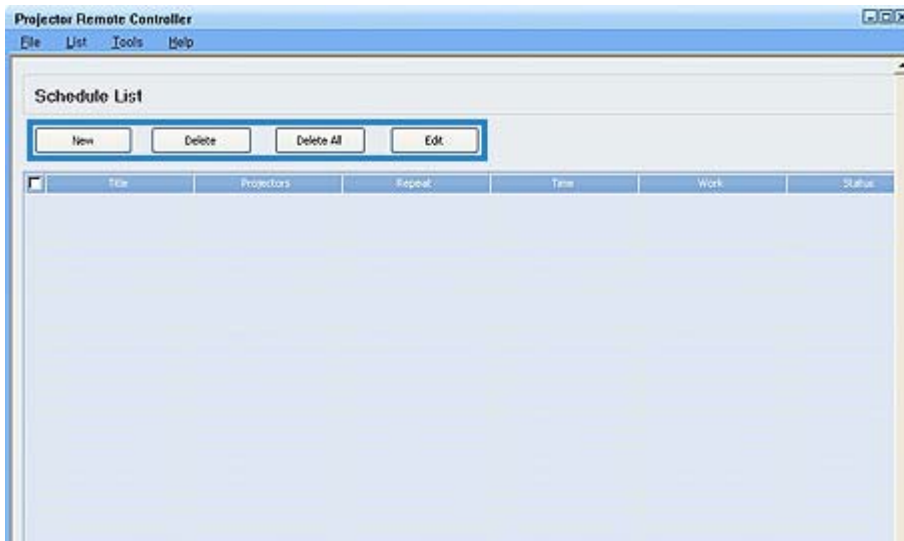 Projector Remote Controller
File List Tools Help
Schedule List
New Delete Delete All Edit
Title Projectors Repeat Time Work Status